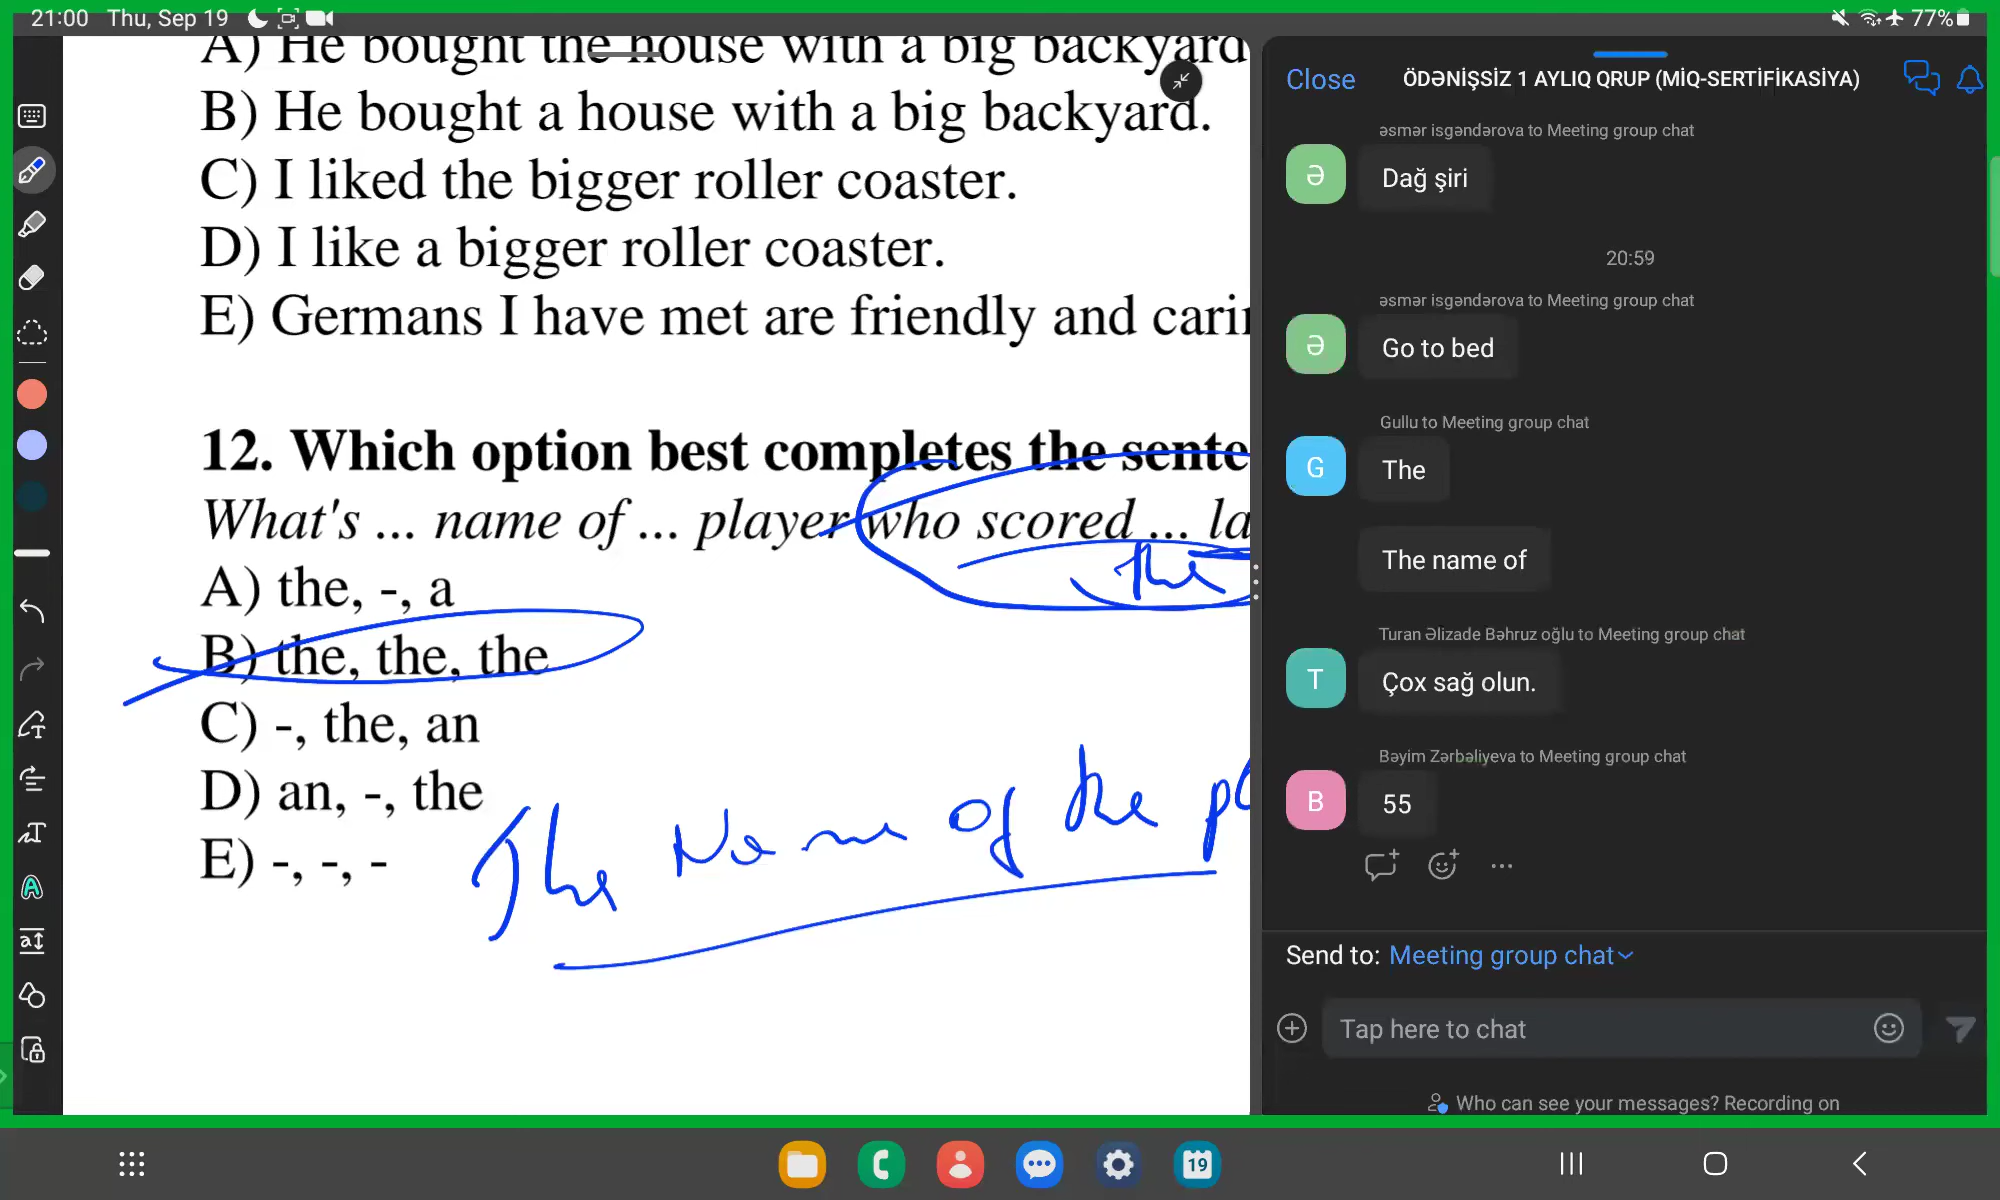 21:00 Thu, Sep 19
77%
A) He bought the house with a big backyard
B) He bought a house with a big backyard.
C) I liked the bigger roller coaster.
D) I like a bigger roller coaster.
E) Germans I have met are friendly and carin
12. Which option best completes the sente
What's ... name of ... player who scored ... la
the
A) the, -, a
B) the, the, the
C) -, the, an
D) an, -, the
E) -, -, -
The Name of the pl
Close
ÖDƏNİŞSİZ 1 AYLIQ QRUP (MİQ-SERTİFİKASİYA)
əsmər isgəndərova to Meeting group chat
Ə
Dağ şiri
20:59
əsmər isgəndərova to Meeting group chat
Ə
Go to bed
Gullu to Meeting group chat
G
The
The name of
Turan Əlizade Bəhruz oğlu to Meeting group chat
T
Çox sağ olun.
Bəyim Zərbəliyeva to Meeting group chat
B
55
Send to: Meeting group chat
Tap here to chat
Who can see your messages? Recording on
19